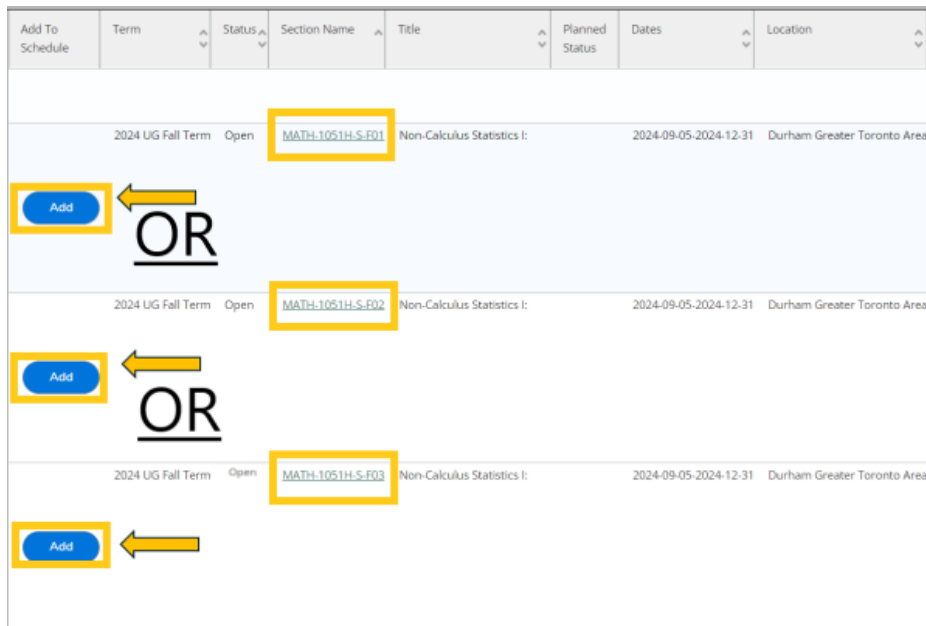 Add To Schedule Term Status Section Name Title Planned Status Dates Location
2024 UG Fall Term Open MATH-1051H-S-F01 Non-Calculus Statistics I: 2024-09-05-2024-12-31 Durham Greater Toronto Area
Add
OR
2024 UG Fall Term Open MATH-1051H-S-F02 Non-Calculus Statistics I: 2024-09-05-2024-12-31 Durham Greater Toronto Area
Add
OR
2024 UG Fall Term Open MATH-1051H-S-F03 Non-Calculus Statistics I: 2024-09-05-2024-12-31 Durham Greater Toronto Area
Add